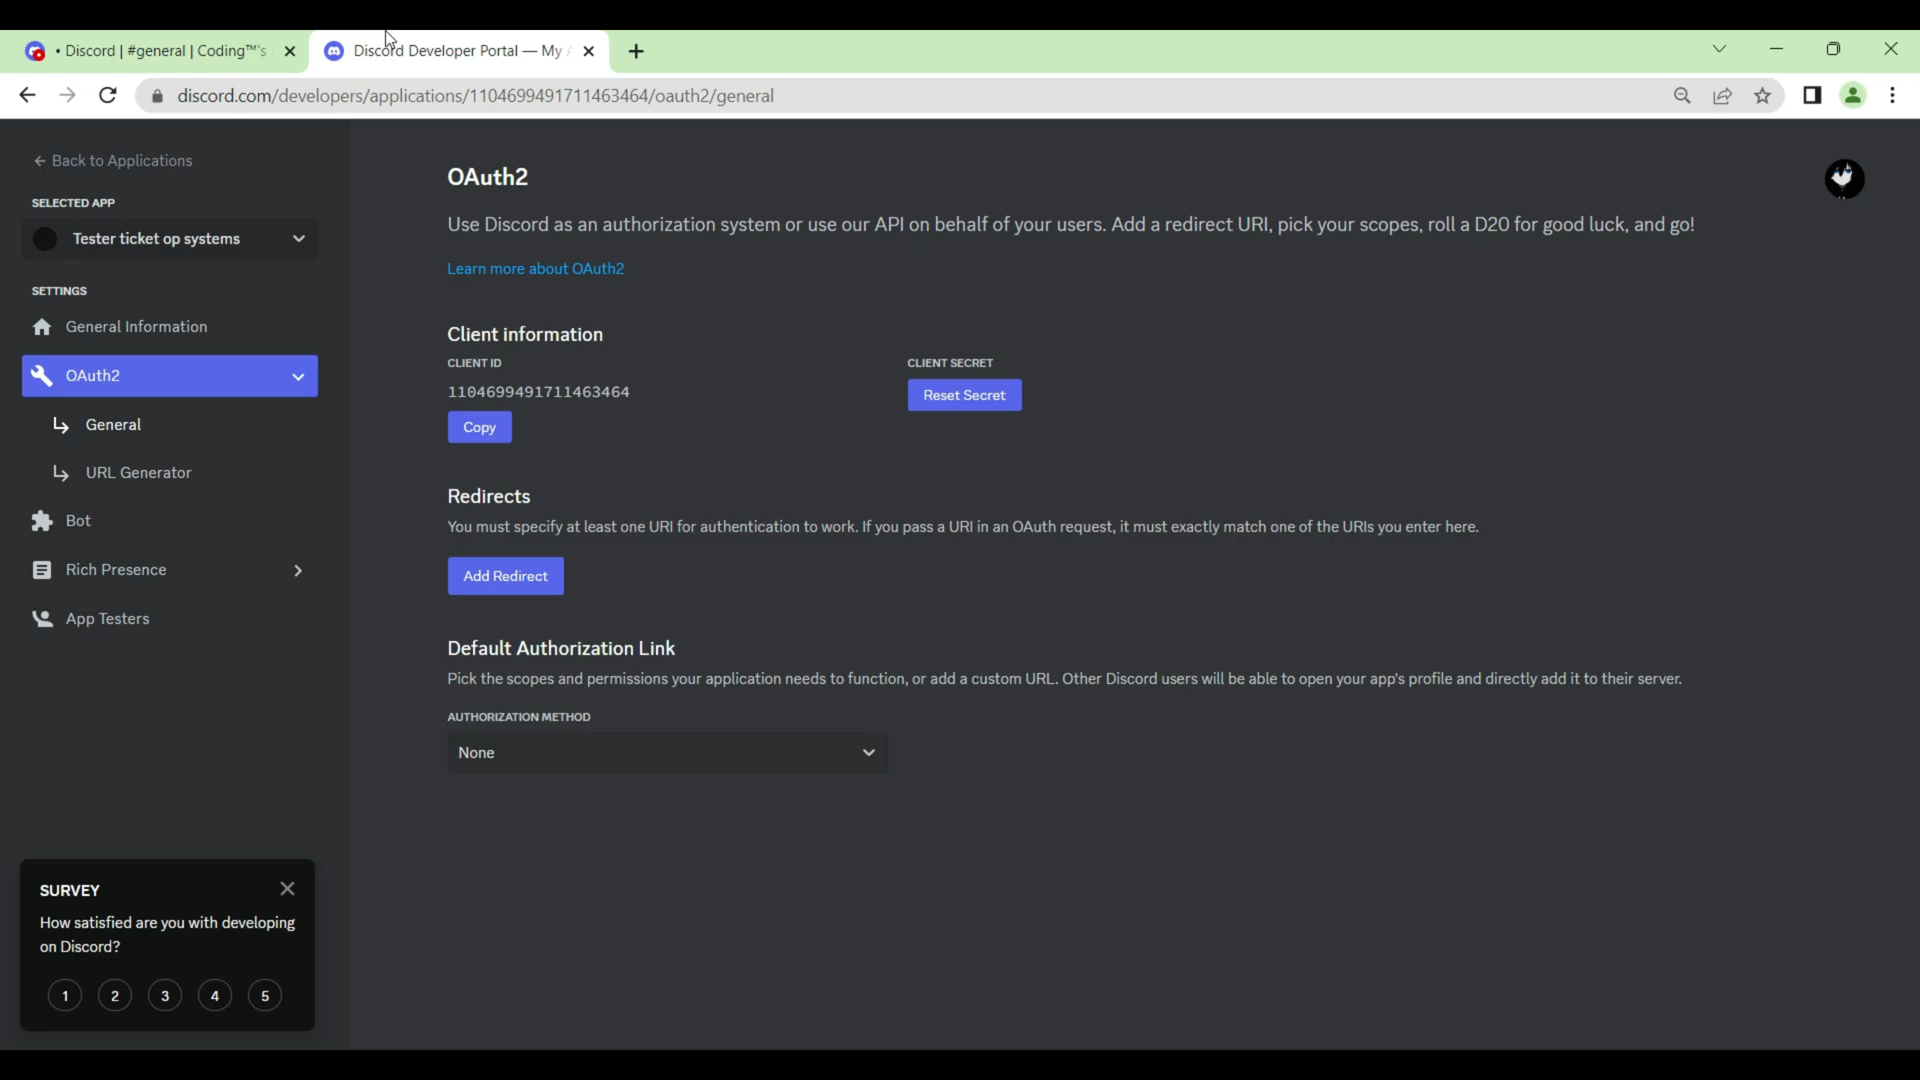 • Discord | #general | Coding™'s
Discord Developer Portal — My
discord.com/developers/applications/1104699491711463464/oauth2/general
← Back to Applications
SELECTED APP
Tester ticket op systems
SETTINGS
General Information
OAuth2
General
URL Generator
Bot
Rich Presence
App Testers
SURVEY
How satisfied are you with developing
on Discord?
1 2 3 4 5
OAuth2
Use Discord as an authorization system or use our API on behalf of your users. Add a redirect URI, pick your scopes, roll a D20 for good luck, and go!
Learn more about OAuth2
Client information
CLIENT ID
1104699491711463464
Copy
CLIENT SECRET
Reset Secret
Redirects
You must specify at least one URI for authentication to work. If you pass a URI in an OAuth request, it must exactly match one of the URIs you enter here.
Add Redirect
Default Authorization Link
Pick the scopes and permissions your application needs to function, or add a custom URL. Other Discord users will be able to open your app's profile and directly add it to their server.
AUTHORIZATION METHOD
None